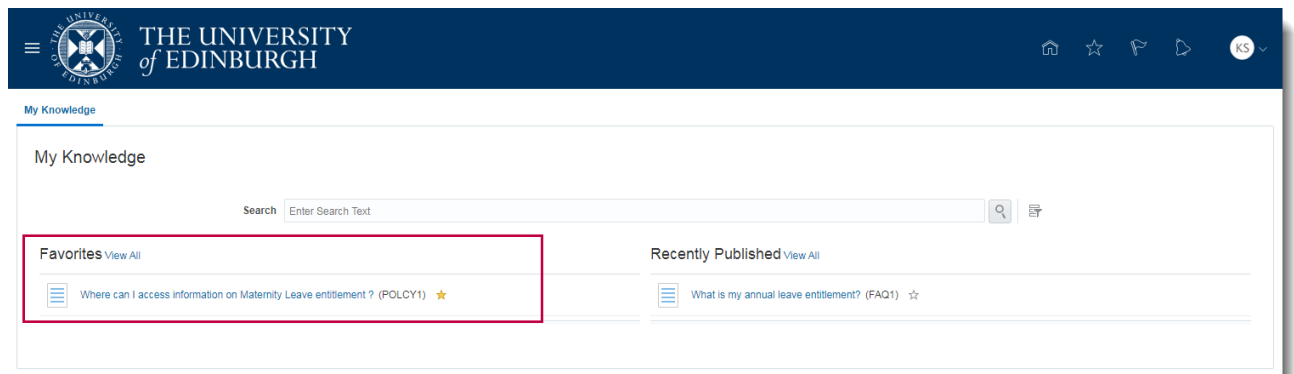 THE UNIVERSITY
of EDINBURGH
KS
My Knowledge
My Knowledge
Search Enter Search Text
Favorites View All
Where can I access information on Maternity Leave entitlement ? (POLCY1)
Recently Published View All
What is my annual leave entitlement? (FAQ1)